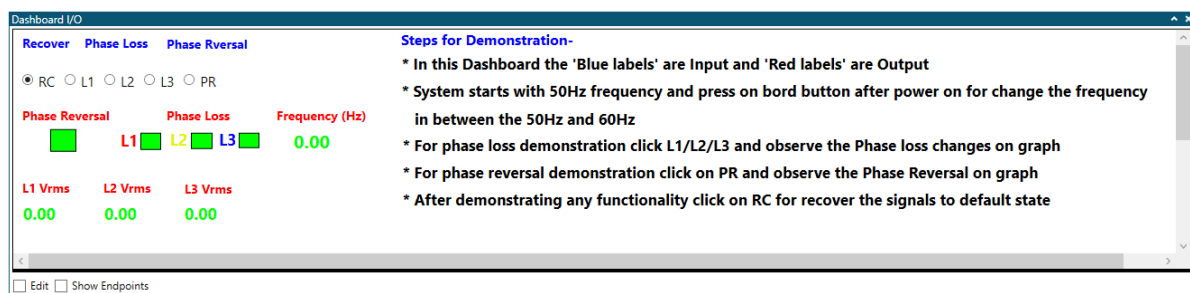 Dashboard I/O
Recover Phase Loss Phase Rversal
RC L1 L2 L3 PR
Phase Reversal Phase Loss Frequency (Hz)
L1 L2 L3 0.00
L1 Vrms L2 Vrms L3 Vrms
0.00 0.00 0.00
Steps for Demonstration-
* In this Dashboard the 'Blue labels' are Input and 'Red labels' are Output
* System starts with 50Hz frequency and press on bord button after power on for change the frequency
in between the 50Hz and 60Hz
* For phase loss demonstration click L1/L2/L3 and observe the Phase loss changes on graph
* For phase reversal demonstration click on PR and observe the Phase Reversal on graph
* After demonstrating any functionality click on RC for recover the signals to default state
Edit Show Endpoints